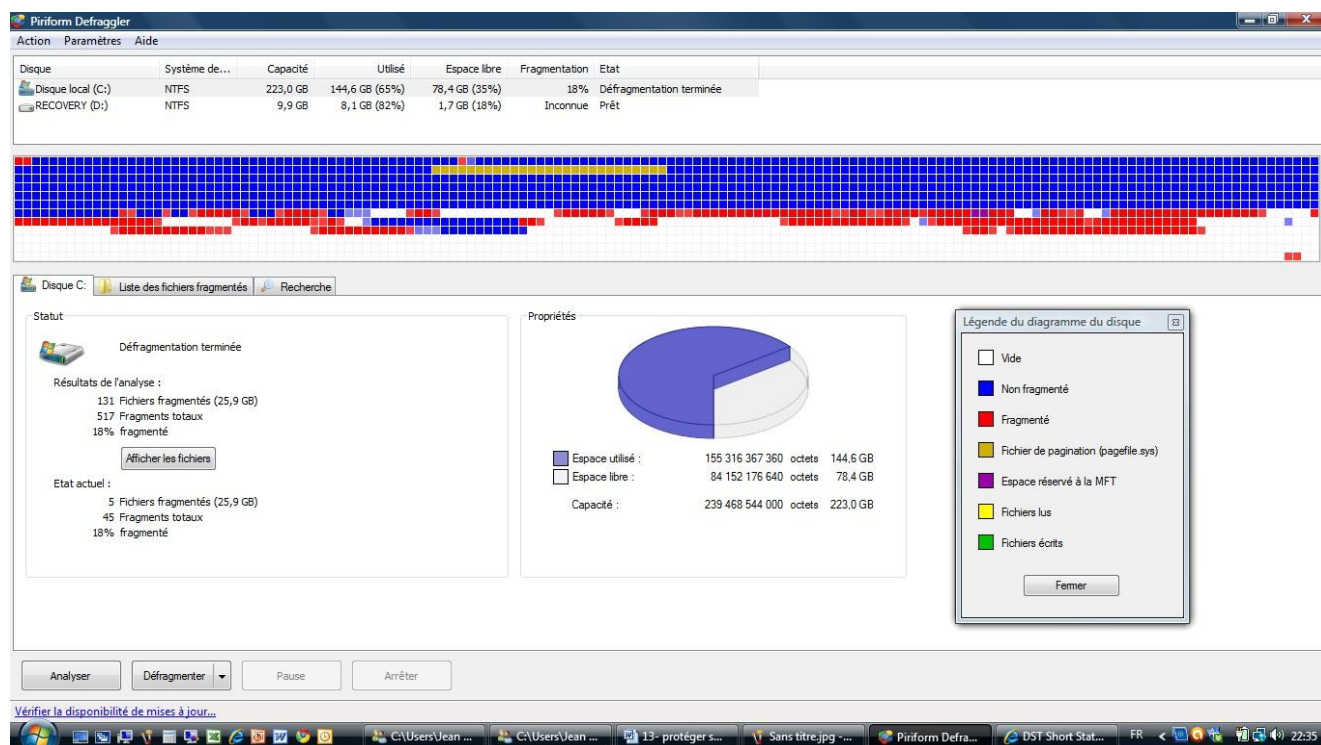 Piriform Defraggler
Action Paramètres Aide
Disque Système de... Capacité Utilisé Espace libre Fragmentation Etat
Disque local (C:) NTFS 223,0 GB 144,6 GB (65%) 78,4 GB (35%) 18% Défragmentation terminée
RECOVERY (D:) NTFS 9,9 GB 8,1 GB (82%) 1,7 GB (18%) Inconnue Prêt
Disque C: Liste des fichiers fragmentés Recherche
Statut
Défragmentation terminée
Résultats de l'analyse :
131 Fichiers fragmentés (25,9 GB)
517 Fragments totaux
18% fragmenté
Afficher les fichiers
Etat actuel :
5 Fichiers fragmentés (25,9 GB)
45 Fragments totaux
18% fragmenté
Propriétés
Espace utilisé : 155 316 367 360 octets 144,6 GB
Espace libre : 84 152 176 640 octets 78,4 GB
Capacité : 239 468 544 000 octets 223,0 GB
Légende du diagramme du disque
Vide
Non fragmenté
Fragmenté
Fichier de pagination (pagefile.sys)
Espace réservé à la MFT
Fichiers lus
Fichiers écrits
Fermer
Analyser Défragmenter Pause Arrêter
Vérifier la disponibilité de mises à jour...
C:\Users\Jean ... C:\Users\Jean ... 13- protéger s... Sans titre.jpg -... Piriform Defra... DST Short Stat... FR 22:35